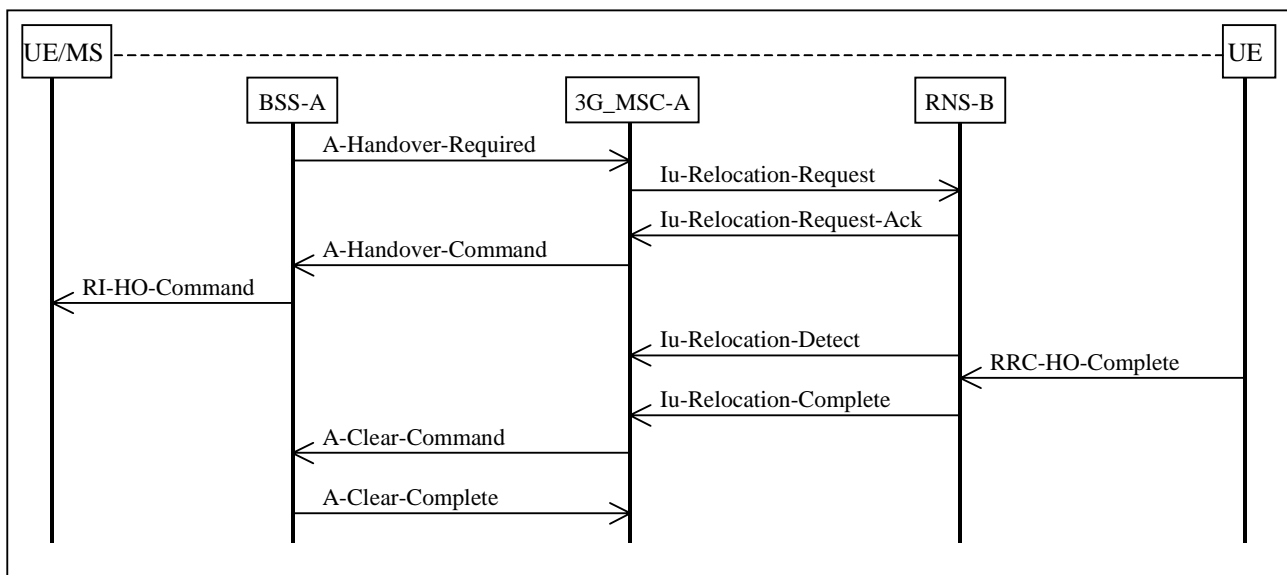 UE/MS
UE
BSS-A
3G_MSC-A
RNS-B
A-Handover-Required
Iu-Relocation-Request
Iu-Relocation-Request-Ack
A-Handover-Command
RI-HO-Command
Iu-Relocation-Detect
RRC-HO-Complete
Iu-Relocation-Complete
A-Clear-Command
A-Clear-Complete